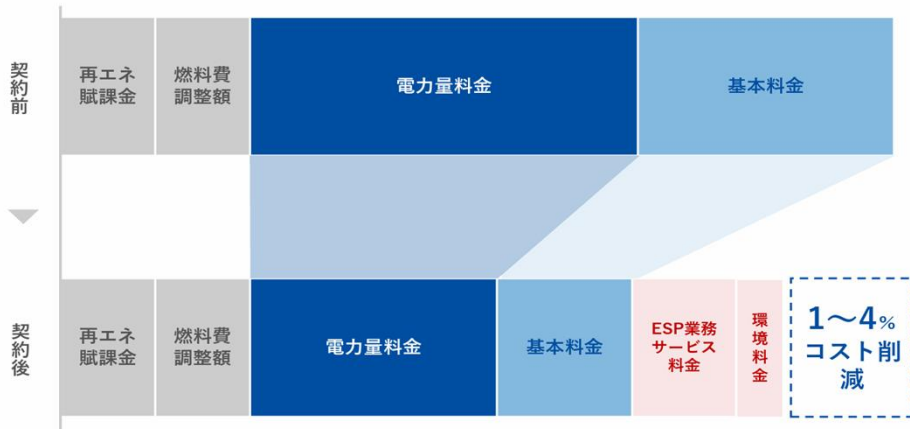 契約前
再エネ
賦課金
燃料費
調整額
電力量料金
基本料金
契約後
再エネ
賦課金
燃料費
調整額
電力量料金
基本料金
ESP業務
サービス
料金
環境料金
1〜4%
コスト削
減